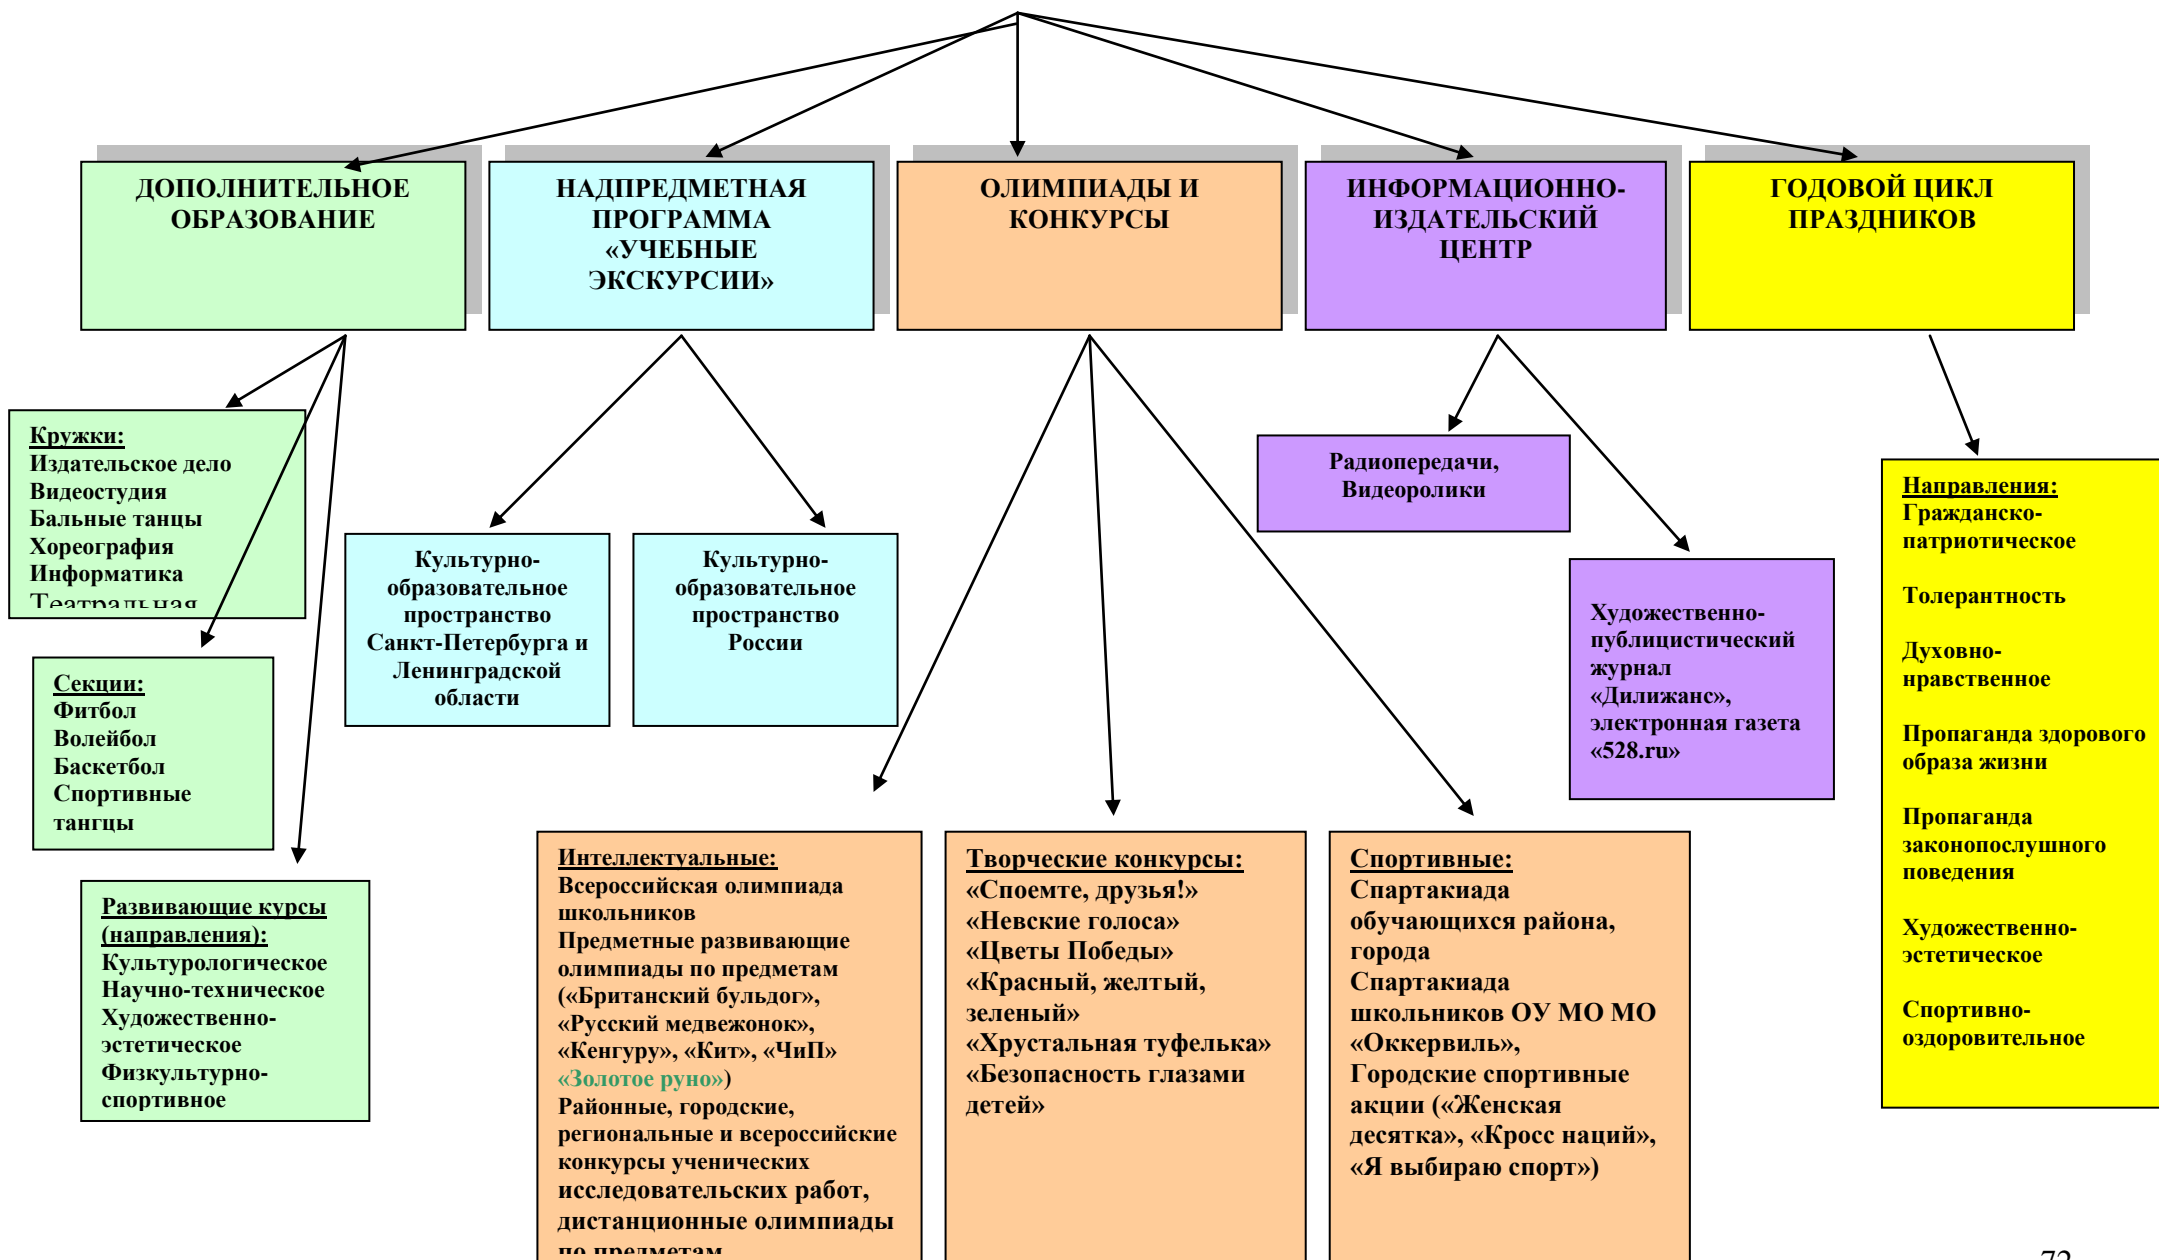 ДОПОЛНИТЕЛЬНОЕ
ОБРАЗОВАНИЕ
НАДПРЕДМЕТНАЯ
ПРОГРАММА
«УЧЕБНЫЕ
ЭКСКУРСИИ»
ОЛИМПИАДЫ И
КОНКУРСЫ
ИНФОРМАЦИОННО-
ИЗДАТЕЛЬСКИЙ
ЦЕНТР
ГОДОВОЙ ЦИКЛ
ПРАЗДНИКОВ
Кружки:
Издательское дело
Видеостудия
Бальные танцы
Хореография
Информатика
Театральная
Секции:
Фитбол
Волейбол
Баскетбол
Спортивные
тангцы
Развивающие курсы
(направления):
Культурологическое
Научно-техническое
Художественно-
эстетическое
Физкультурно-
спортивное
Культурно-
образовательное
пространство
Санкт-Петербурга и
Ленинградской
области
Культурно-
образовательное
пространство
России
Интеллектуальные:
Всероссийская олимпиада
школьников
Предметные развивающие
олимпиады по предметам
(«Британский бульдог»,
«Русский медвежонок»,
«Кенгуру», «Кит», «ЧиП»
«Золотое руно»)
Районные, городские,
региональные и всероссийские
конкурсы ученических
исследовательских работ,
дистанционные олимпиады
по предметам
Творческие конкурсы:
«Споемте, друзья!»
«Невские голоса»
«Цветы Победы»
«Красный, желтый,
зеленый»
«Хрустальная туфелька»
«Безопасность глазами
детей»
Спортивные:
Спартакиада
обучающихся района,
города
Спартакиада
школьников ОУ МО МО
«Оккервиль»,
Городские спортивные
акции («Женская
десятка», «Кросс наций»,
«Я выбираю спорт»)
Радиопередачи,
Видеоролики
Художественно-
публицистический
журнал
«Дилижанс»,
электронная газета
«528.ru»
Направления:
Гражданско-
патриотическое
Толерантность
Духовно-
нравственное
Пропаганда здорового
образа жизни
Пропаганда
законопослушного
поведения
Художественно-
эстетическое
Спортивно-
оздоровительное
72